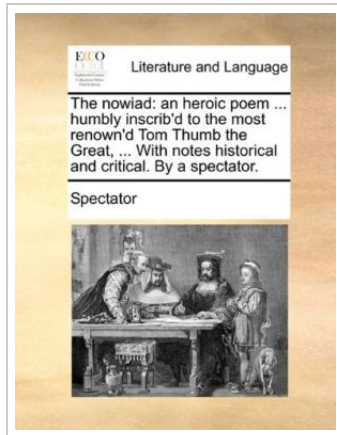 ECCO
Literature and Language
The nowiad: an heroic poem ...
humbly inscrib'd to the most
renown'd Tom Thumb the
Great, ... With notes historical
and critical. By a spectator.
Spectator